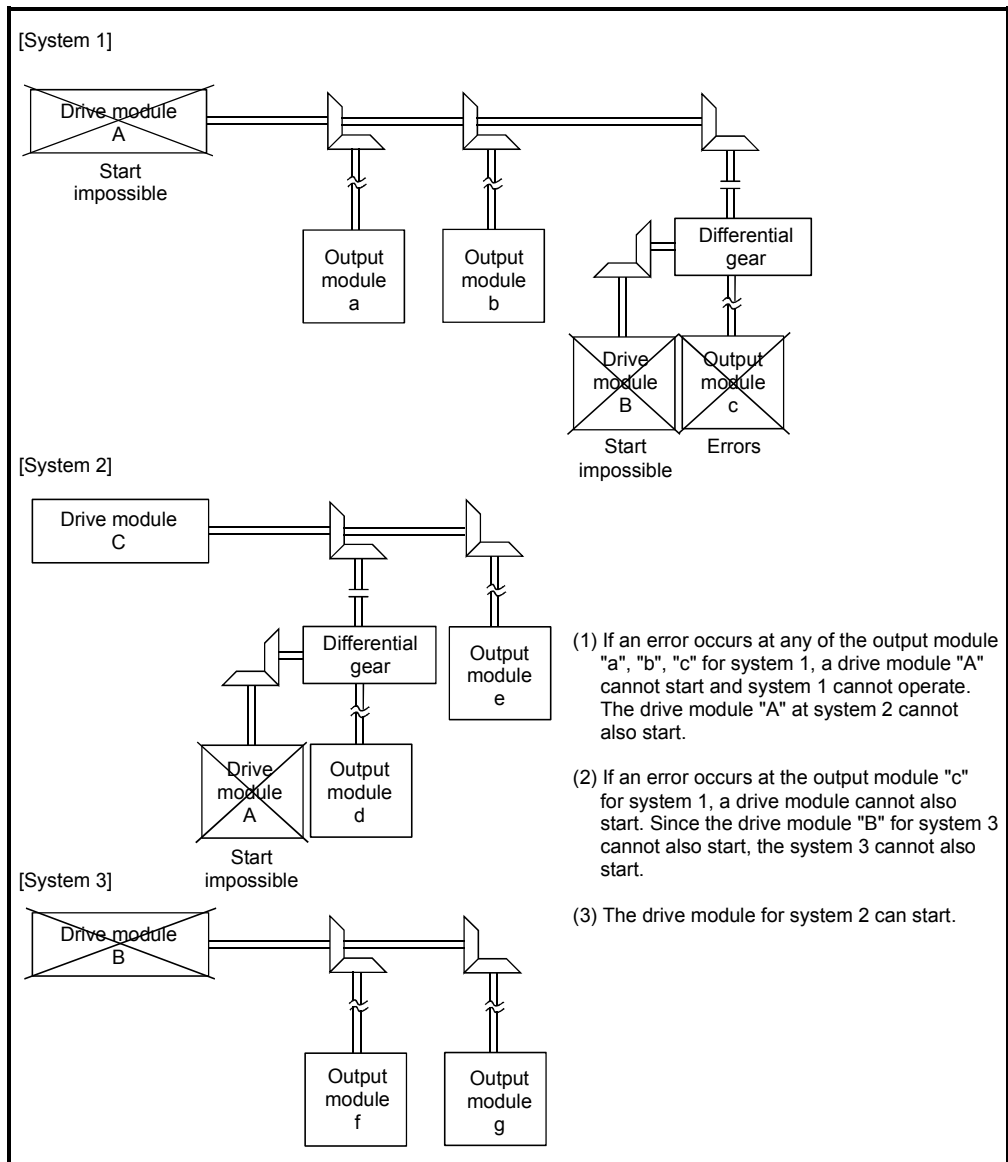 [System 1]
Drive module
A
Start
impossible
Output
module
a
Output
module
b
Differential
gear
Drive
module
B
Start
impossible
Output
module
c
Errors
[System 2]
Drive module
C
Differential
gear
Output
module
e
Drive
module
A
Start
impossible
Output
module
d
(1) If an error occurs at any of the output module
"a", "b", "c" for system 1, a drive module "A"
cannot start and system 1 cannot operate.
The drive module "A" at system 2 cannot
also start.
(2) If an error occurs at the output module "c"
for system 1, a drive module cannot also
start. Since the drive module "B" for system 3
cannot also start, the system 3 cannot also
start.
(3) The drive module for system 2 can start.
[System 3]
Drive module
B
Output
module
f
Output
module
g